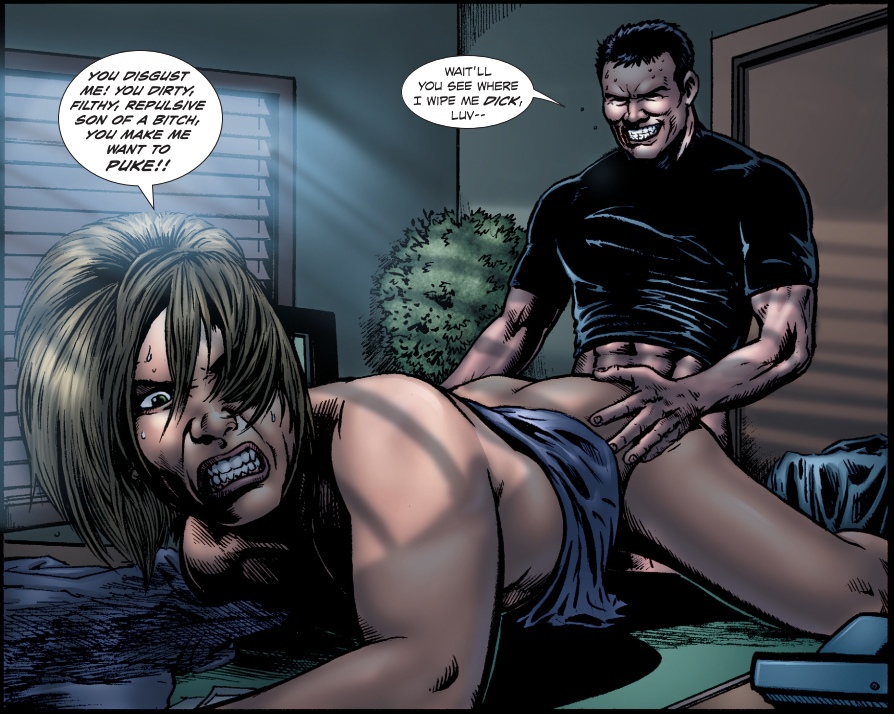 YOU DISGUST
ME! YOU DIRTY,
FILTHY, REPULSIVE
SON OF A BITCH,
YOU MAKE ME
WANT TO
PUKE!!
WAIT'LL
YOU SEE WHERE
I WIPE ME DICK,
LUV--